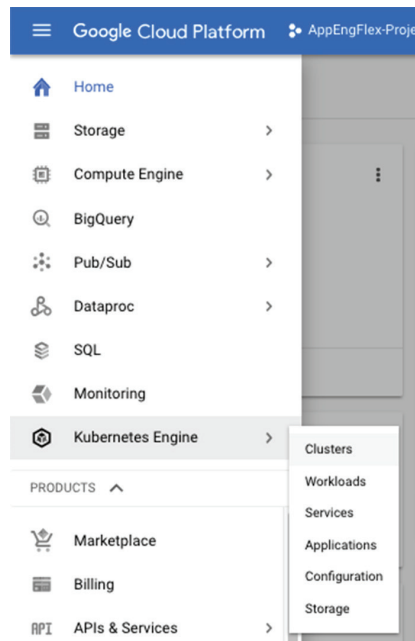 Google Cloud Platform
AppEngFlex-Proje
Home
Storage
Compute Engine
BigQuery
Pub/Sub
Dataproc
SQL
Monitoring
Kubernetes Engine
Clusters
Workloads
Services
Applications
Configuration
Storage
PRODUCTS
Marketplace
Billing
API APIs & Services